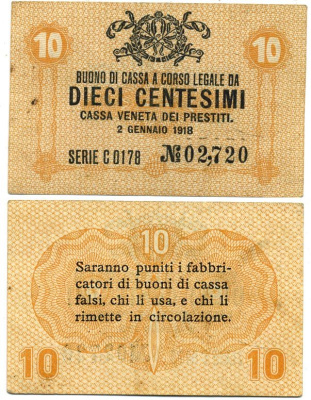 10 10
BUONO DI CASSA A CORSO LEGALE DA
DIECI CENTESIMI
CASSA VENETA DEI PRESTITI.
2 GENNAIO 1918
SERIE C 0178 № 02,720
10
Saranno puniti i fabbri-
catori di buoni di cassa
falsi, chi li usa, e chi li
rimette in circolazione.
10 10